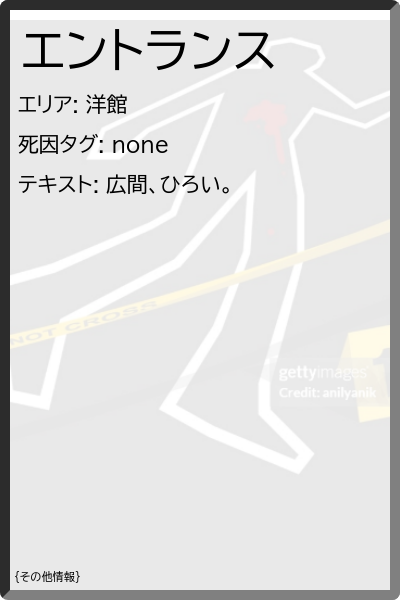 エントランス
エリア: 洋館
死因タグ: none
テキスト: 広間、ひろい。
NOT CROSS
gettyimages
Credit: anilyanik
{その他情報}